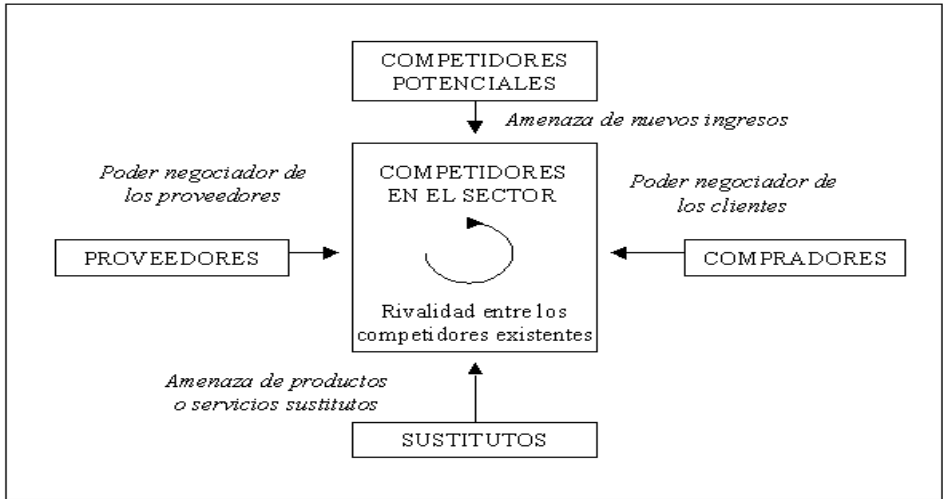 COMPETIDORES
POTENCIALES
Amenaza de nuevos ingresos
Poder negociador de
los proveedores
COMPETIDORES
EN EL SECTOR
Poder negociador de
los clientes
PROVEEDORES
COMPRADORES
Rivalidad entre los
competidores existentes
Amenaza de productos
o servicios sustitutos
SUSTITUTOS